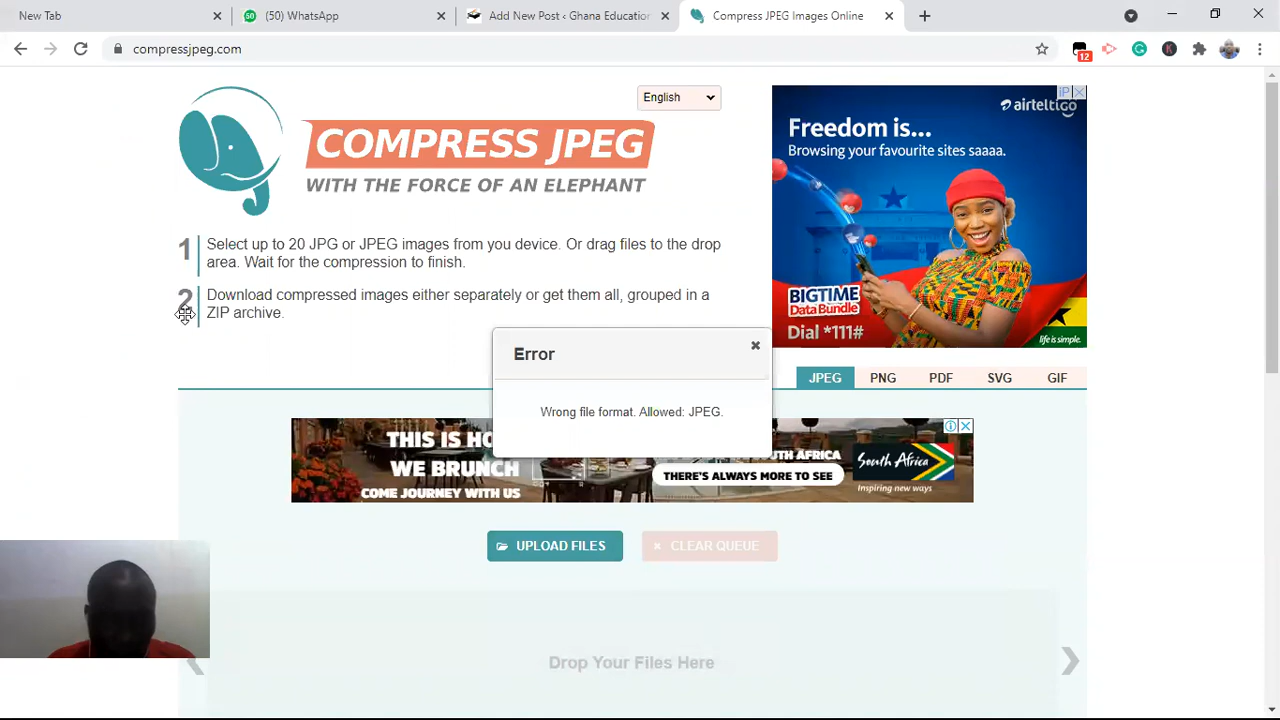 New Tab
(50) WhatsApp
Add New Post ‹ Ghana Education
Compress JPEG Images Online
compressjpeg.com
12
English
COMPRESS JPEG
WITH THE FORCE OF AN ELEPHANT
1
Select up to 20 JPG or JPEG images from you device. Or drag files to the drop
area. Wait for the compression to finish.
2
Download compressed images either separately or get them all, grouped in a
ZIP archive.
airteltigo
Freedom is...
Browsing your favourite sites saaaa.
BIGTIME
Data Bundle
Dial *111#
life is simple.
Error
Wrong file format. Allowed: JPEG.
JPEG
PNG
PDF
SVG
GIF
THIS IS HO
WE BRUNCH
COME JOURNEY WITH US
UTH AFRICA
THERE'S ALWAYS MORE TO SEE
South Africa
Inspiring new ways
UPLOAD FILES
CLEAR QUEUE
Drop Your Files Here